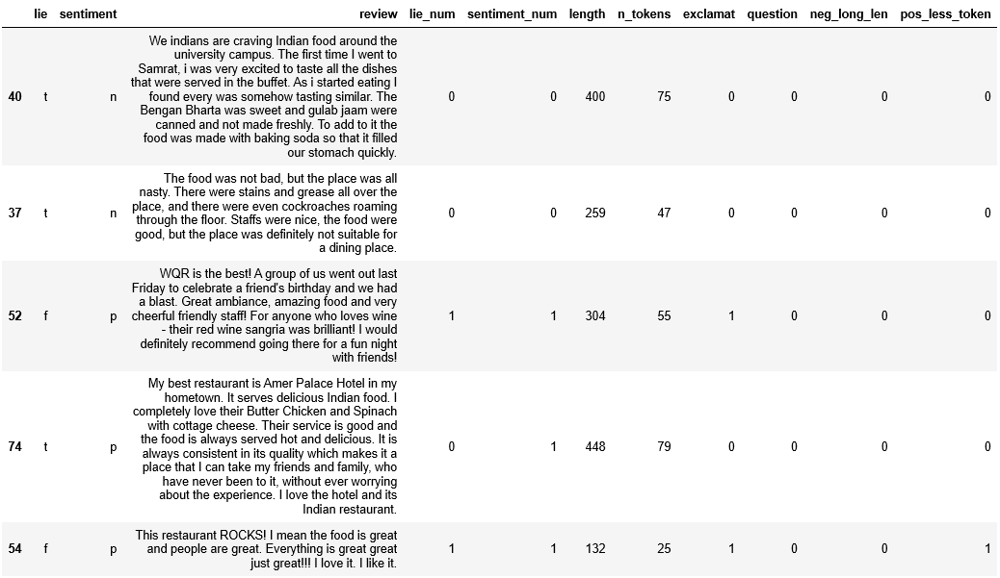 lie sentiment review lie_num sentiment_num length n_tokens exclamat question neg_long_len pos_less_token
We indians are craving Indian food around the
university campus. The first time I went to
Samrat, i was very excited to taste all the dishes
that were served in the buffet. As i started eating I
40 t n found every was somehow tasting similar. The 0 0 400 75 0 0 0 0
Bengan Bharta was sweet and gulab jaam were
canned and not made freshly. To add to it the
food was made with baking soda so that it filled
our stomach quickly.
The food was not bad, but the place was all
nasty. There were stains and grease all over the
place, and there were even cockroaches roaming
37 t n through the floor. Staffs were nice, the food were 0 0 259 47 0 0 0 0
good, but the place was definitely not suitable for
a dining place.
WQR is the best! A group of us went out last
Friday to celebrate a friend's birthday and we had
a blast. Great ambiance, amazing food and very
52 f p cheerful friendly staff! For anyone who loves wine 1 1 304 55 1 0 0 0
- their red wine sangria was brilliant! I would
definitely recommend going there for a fun night
with friends!
My best restaurant is Amer Palace Hotel in my
hometown. It serves delicious Indian food. I
completely love their Butter Chicken and Spinach
with cottage cheese. Their service is good and
the food is always served hot and delicious. It is
74 t p always consistent in its quality which makes it a 0 1 448 79 0 0 0 0
place that I can take my friends and family, who
have never been to it, without ever worrying
about the experience. I love the hotel and its
Indian restaurant.
This restaurant ROCKS! I mean the food is great
54 f p and people are great. Everything is great great 1 1 132 25 1 0 0 1
just great!!! I love it. I like it.